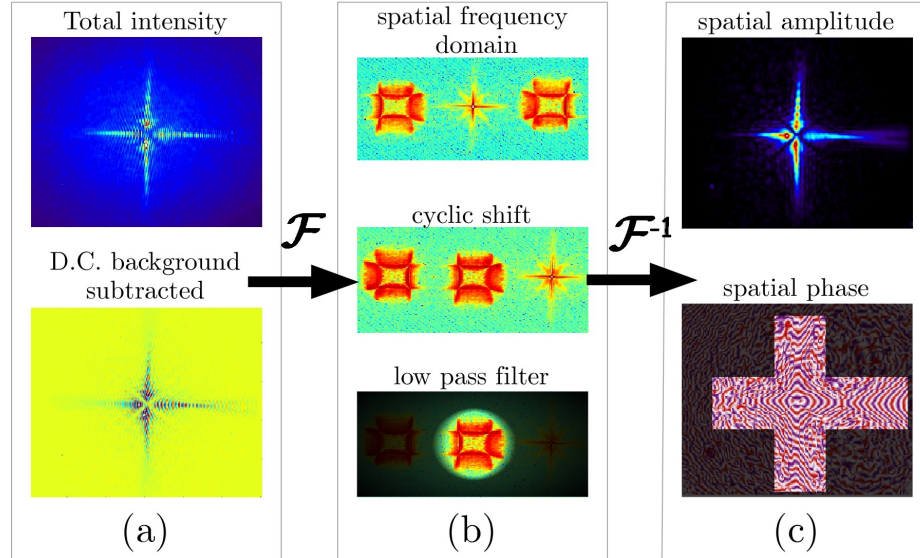 Total intensity
D.C. background
subtracted
(a)
ℱ
spatial frequency
domain
cyclic shift
low pass filter
(b)
ℱ-1
spatial amplitude
spatial phase
(c)